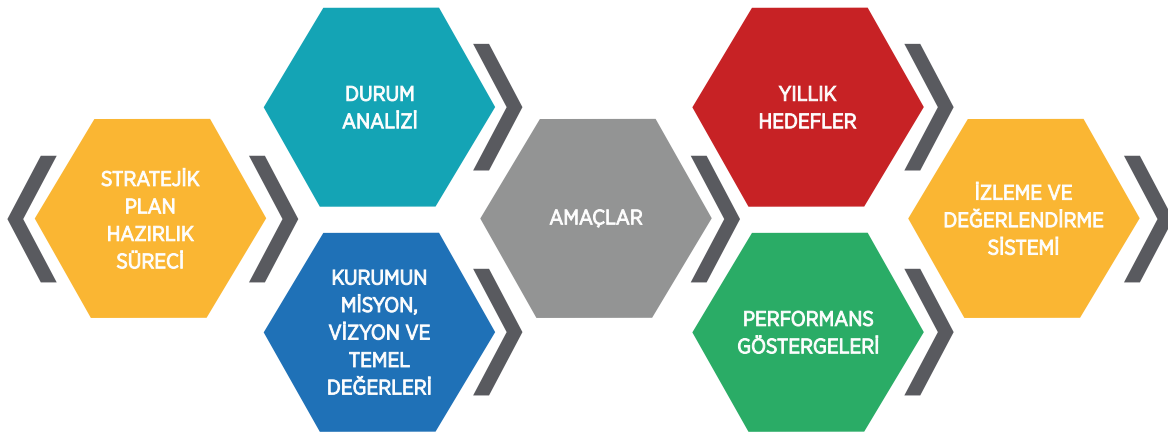 STRATEJİK
PLAN
HAZIRLIK
SÜRECİ
DURUM
ANALİZİ
KURUMUN
MİSYON,
VİZYON VE
TEMEL
DEĞERLERİ
AMAÇLAR
YILLIK
HEDEFLER
PERFORMANS
GÖSTERGELERİ
İZLEME VE
DEĞERLENDİRME
SİSTEMİ